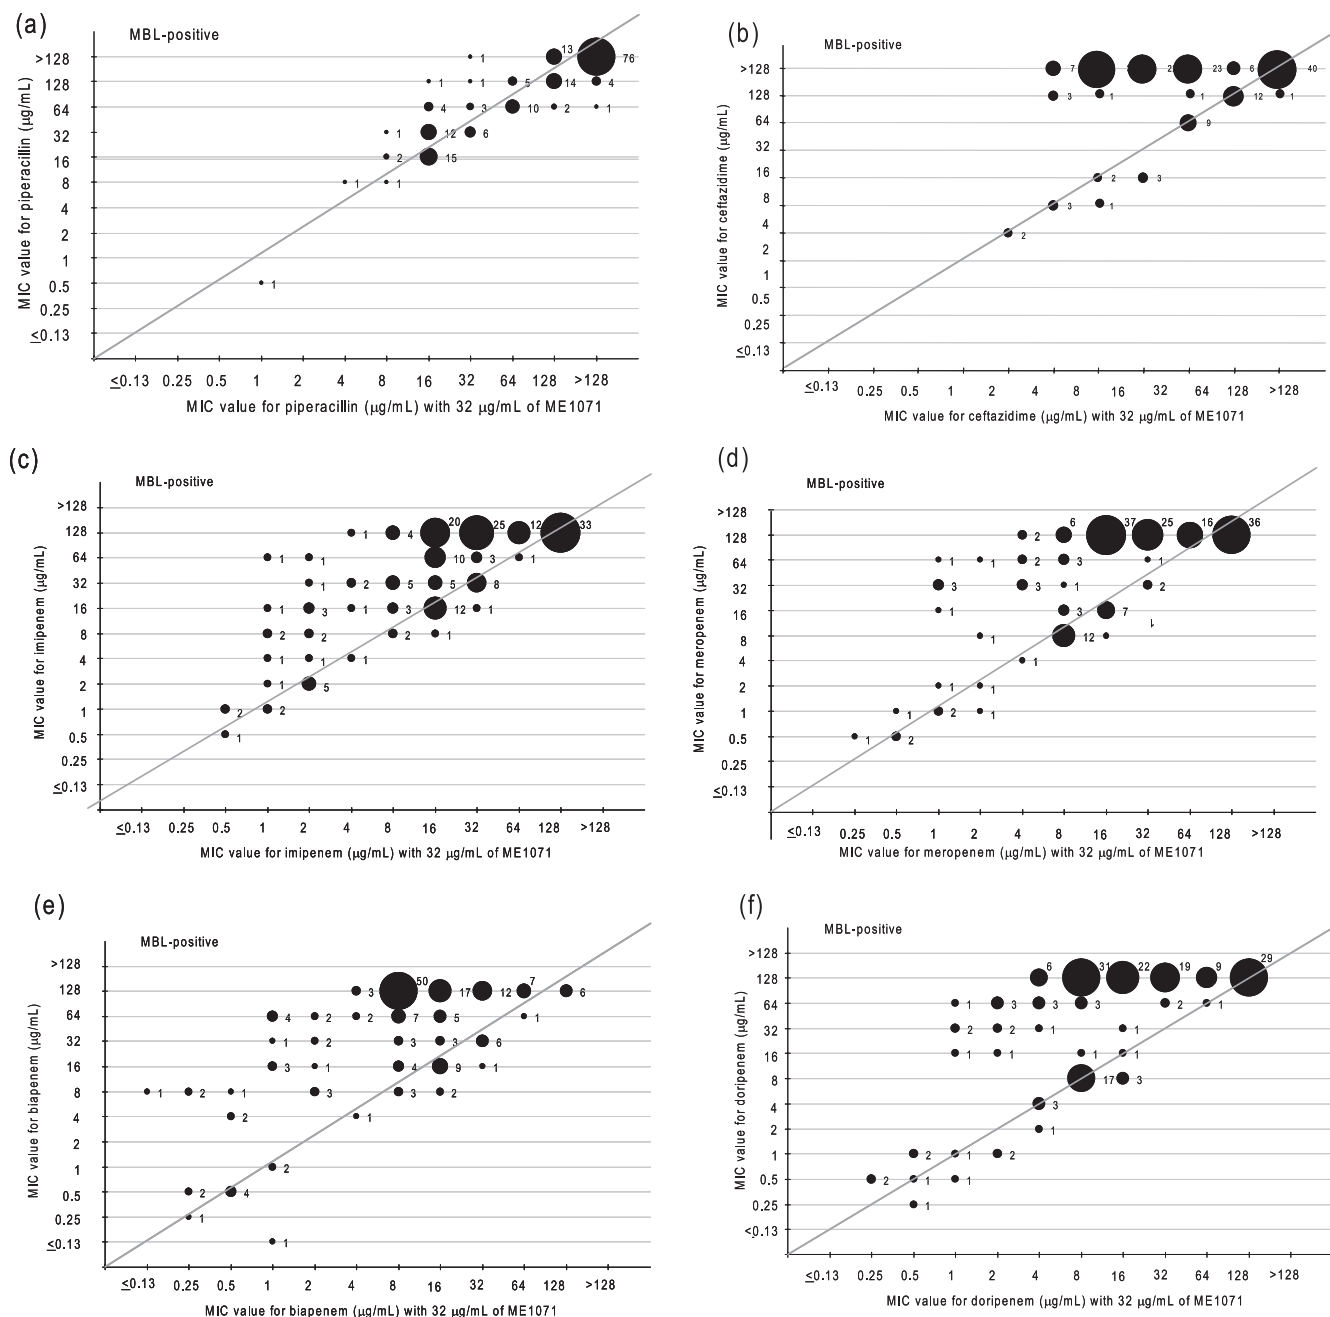 (a)
MBL-positive
MIC value for piperacillin (µg/mL)
>128 1 13 76
128 1 1 5 14 4
64 4 3 10 2 1
32 1 12 6
16 2 15
8 1 1
4
2
1
0.5 1
0.25
≤0.13
≤0.13 0.25 0.5 1 2 4 8 16 32 64 128 >128
MIC value for piperacillin (µg/mL) with 32 µg/mL of ME1071
(b)
MBL-positive
MIC value for ceftazidime (µg/mL)
>128 7 23 6 40
128 3 1 1 12 1
64 9
32
16 2 3
8 3 1
4 2
2
1
0.5
0.25
≤0.13
≤0.13 0.25 0.5 1 2 4 8 16 32 64 128 >128
MIC value for ceftazidime (µg/mL) with 32 µg/mL of ME1071
(c)
MBL-positive
MIC value for imipenem (µg/mL)
>128
128 1 4 20 25 12 33
64 1 1 10 3 1
32 1 2 5 5 8
16 1 3 1 3 12 1
8 2 2 2 1
4 1 1 1
2 1 5
1 2 2
0.5 1
0.25
≤0.13
≤0.13 0.25 0.5 1 2 4 8 16 32 64 128 >128
MIC value for imipenem (µg/mL) with 32 µg/mL of ME1071
(d)
MBL-positive
MIC value for meropenem (µg/mL)
>128
128 2 6 37 25 16 36
64 1 1 2 3 1
32 3 3 1 2
16 1 3 7
8 1 12 1
4 1
2 1 1
1 1 2 1
0.5 1 2
0.25
≤0.13
≤0.13 0.25 0.5 1 2 4 8 16 32 64 128 >128
MIC value for meropenem (µg/mL) with 32 µg/mL of ME1071
(e)
MBL-positive
MIC value for biapenem (µg/mL)
>128
128 3 50 17 12 7 6
64 4 2 2 7 5 1
32 1 2 3 3 6
16 3 1 4 9 1
8 1 2 1 3 3 2
4 2 1
2
1 2
0.5 2 4
0.25 1
≤0.13 1
≤0.13 0.25 0.5 1 2 4 8 16 32 64 128 >128
MIC value for biapenem (µg/mL) with 32 µg/mL of ME1071
(f)
MBL-positive
MIC value for doripenem (µg/mL)
>128
128 6 31 22 19 9 29
64 1 3 3 3 2 1
32 2 2 1 1
16 1 1 1 1
8 17 3
4 3
2 1
1 2 1 2
0.5 2 1 1
0.25 1
<0.13
≤0.13 0.25 0.5 1 2 4 8 16 32 64 128 >128
MIC value for doripenem (µg/mL) with 32 µg/mL of ME1071